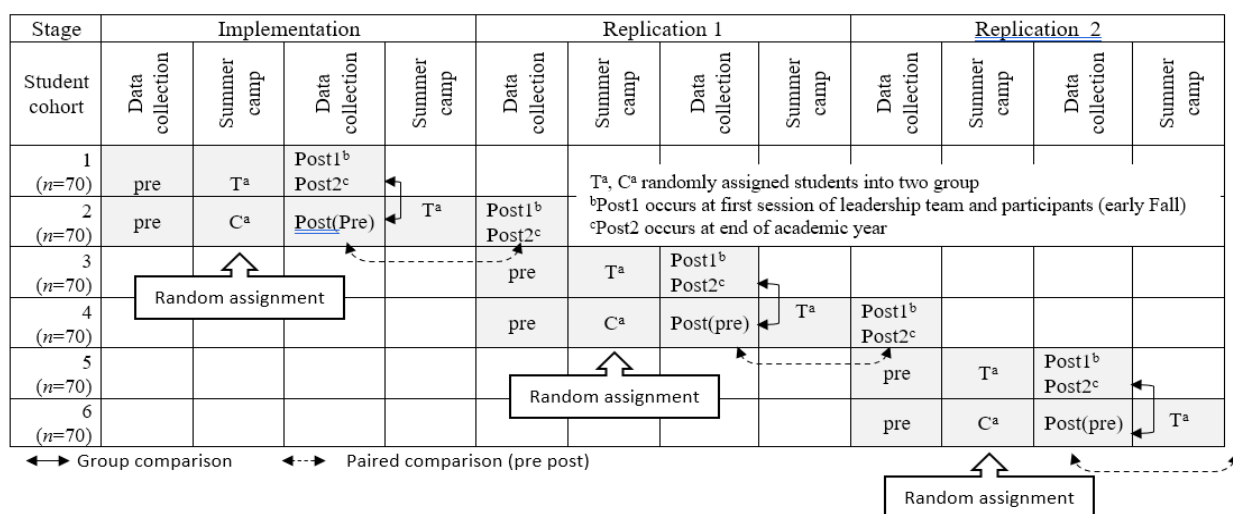 Stage Implementation Replication 1 Replication 2
Student cohort Data collection Summer camp Data collection Summer camp Data collection Summer camp Data collection Summer camp Data collection Summer camp Data collection Summer camp
1 Post1ᵇ
(n=70) pre Tᵃ Post2ᶜ
2 (n=70) pre Cᵃ Post(Pre) Tᵃ Post1ᵇ
Post2ᶜ
Tᵃ, Cᵃ randomly assigned students into two group
ᵇPost1 occurs at first session of leadership team and participants (early Fall)
ᶜPost2 occurs at end of academic year
Random assignment
3 (n=70) pre Tᵃ Post1ᵇ
Post2ᶜ
4 (n=70) pre Cᵃ Post(pre) Tᵃ Post1ᵇ
Post2ᶜ
Random assignment
5 (n=70) pre Tᵃ Post1ᵇ
Post2ᶜ
6 (n=70) pre Cᵃ Post(pre) Tᵃ
Group comparison Paired comparison (pre post)
Random assignment